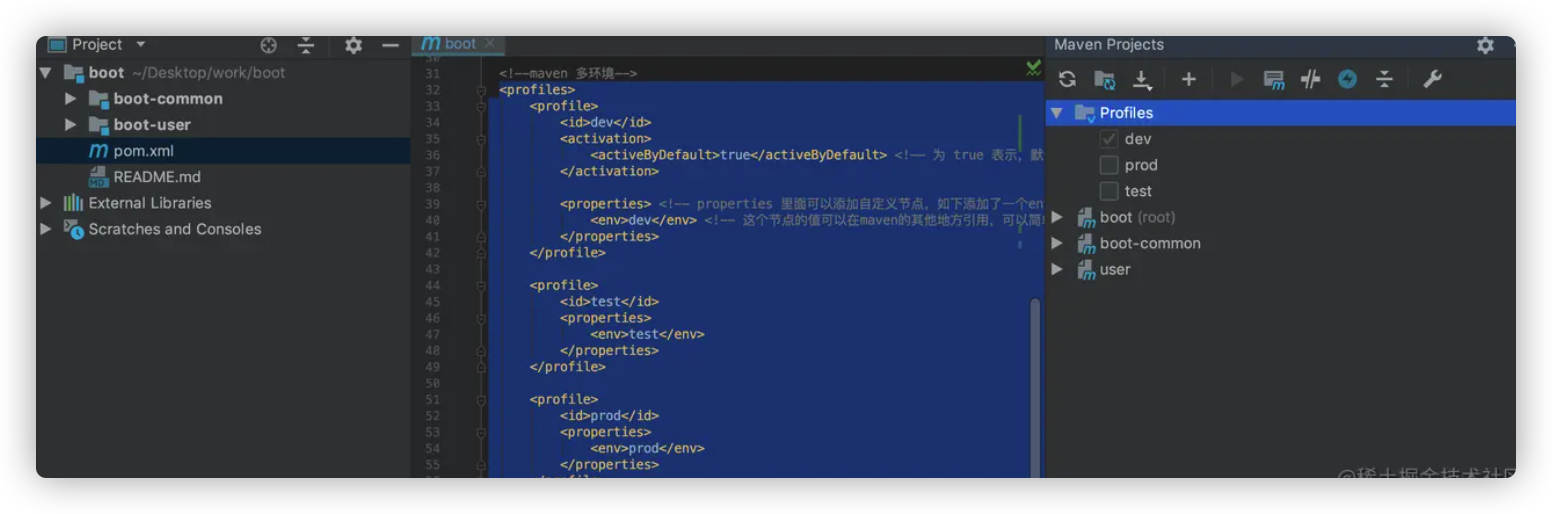 Project
boot ~/Desktop/work/boot
boot-common
boot-user
pom.xml
README.md
External Libraries
Scratches and Consoles
boot
31 <!--maven 多环境-->
32 <profiles>
33 <profile>
34 <id>dev</id>
35 <activation>
36 <activeByDefault>true</activeByDefault> <!-- 为 true 表示，默
37 </activation>
38
39 <properties> <!-- properties 里面可以添加自定义节点，如下添加了一个en
40 <env>dev</env> <!-- 这个节点的值可以在maven的其他地方引用，可以简单
41 </properties>
42 </profile>
43
44 <profile>
45 <id>test</id>
46 <properties>
47 <env>test</env>
48 </properties>
49 </profile>
50
51 <profile>
52 <id>prod</id>
53 <properties>
54 <env>prod</env>
55 </properties>
Maven Projects
Profiles
dev
prod
test
boot (root)
boot-common
user
@稀土掘金技术社区